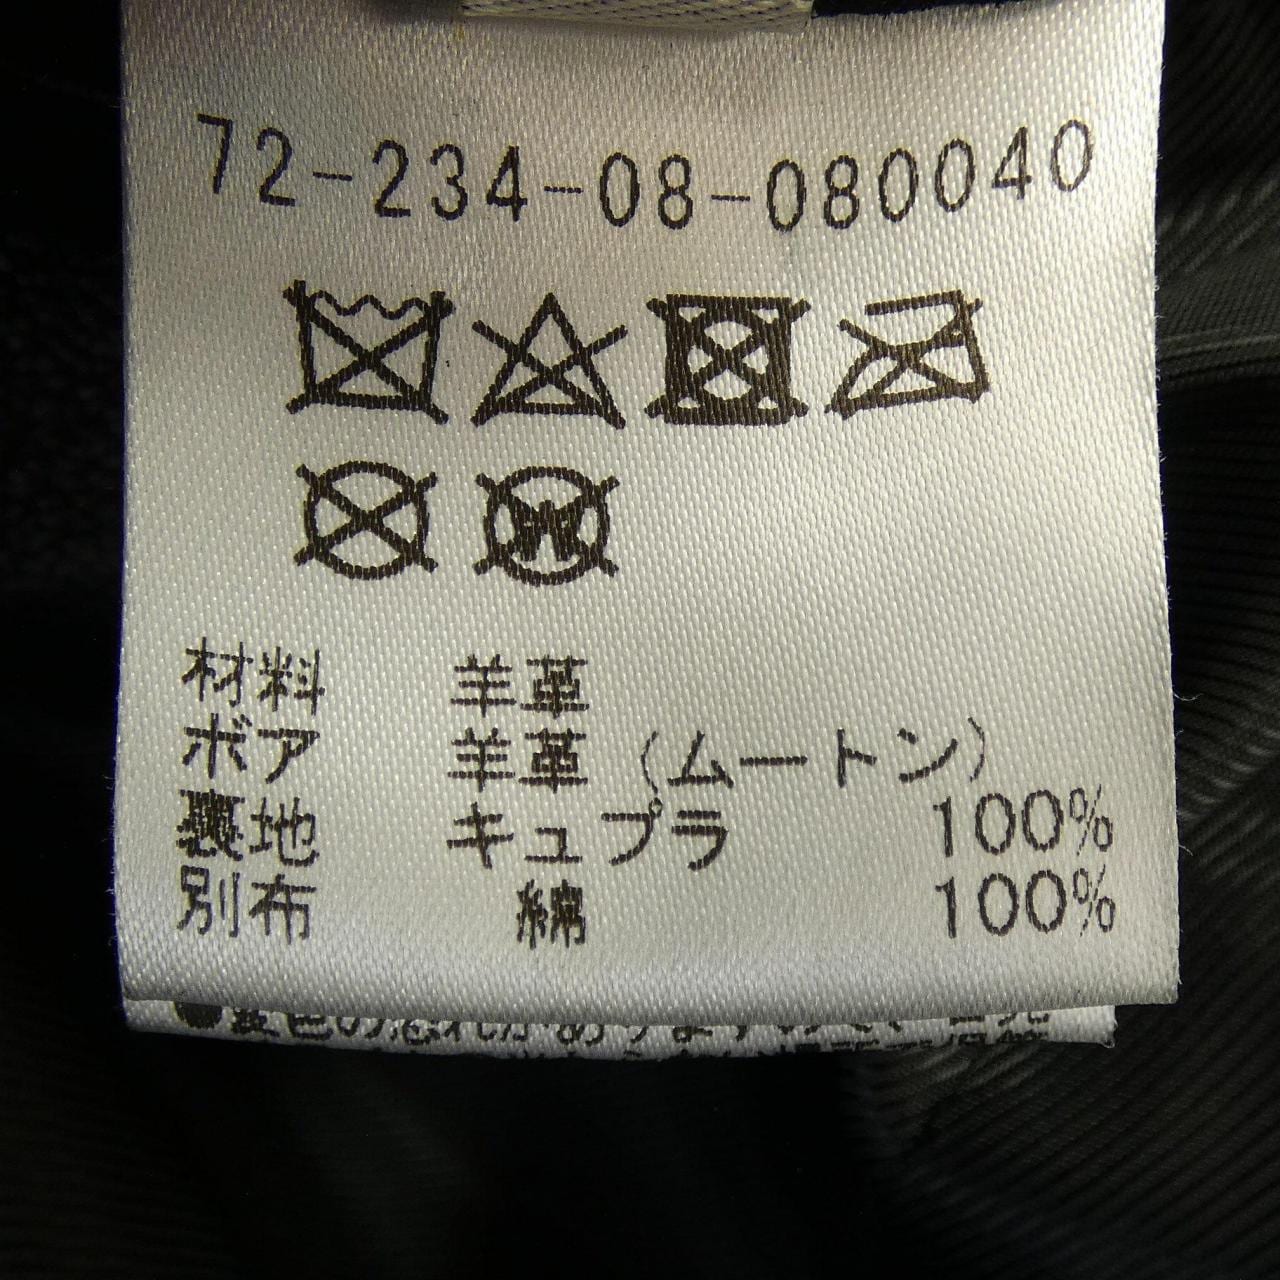 72-234-08-080040
W
材料 羊革
ボア 羊革 (ムートン)
裏地 キュプラ 100%
別布 綿 100%